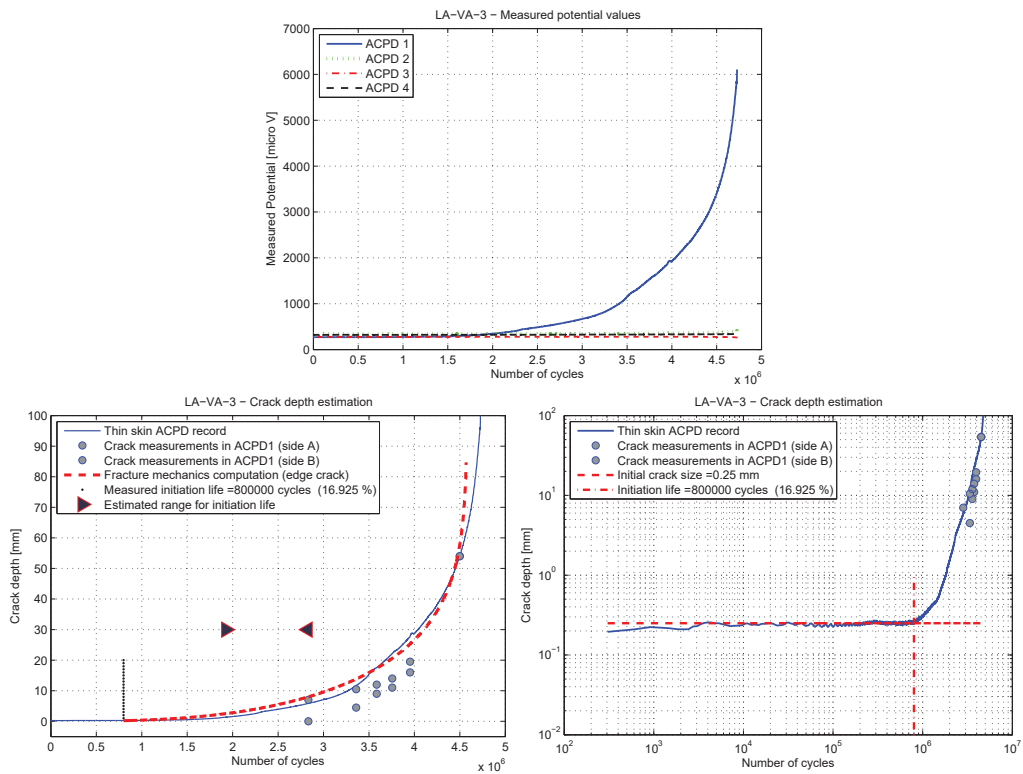 LA−VA−3 − Measured potential values
7000
6000
5000
4000
3000
2000
1000
0
Measured Potential [micro V]
ACPD 1
ACPD 2
ACPD 3
ACPD 4
0 0.5 1 1.5 2 2.5 3 3.5 4 4.5 5
Number of cycles
x 10^6
LA−VA−3 − Crack depth estimation
100
90
80
70
60
50
40
30
20
10
0
Crack depth [mm]
Thin skin ACPD record
Crack measurements in ACPD1 (side A)
Crack measurements in ACPD1 (side B)
Fracture mechanics computation (edge crack)
Measured initiation life =800000 cycles (16.925 %)
Estimated range for initiation life
0 0.5 1 1.5 2 2.5 3 3.5 4 4.5 5
Number of cycles
x 10^6
LA−VA−3 − Crack depth estimation
10^2
10^1
10^0
10^−1
10^−2
Crack depth [mm]
Thin skin ACPD record
Crack measurements in ACPD1 (side A)
Crack measurements in ACPD1 (side B)
Initial crack size =0.25 mm
Initiation life =800000 cycles (16.925 %)
10^2 10^3 10^4 10^5 10^6 10^7
Number of cycles